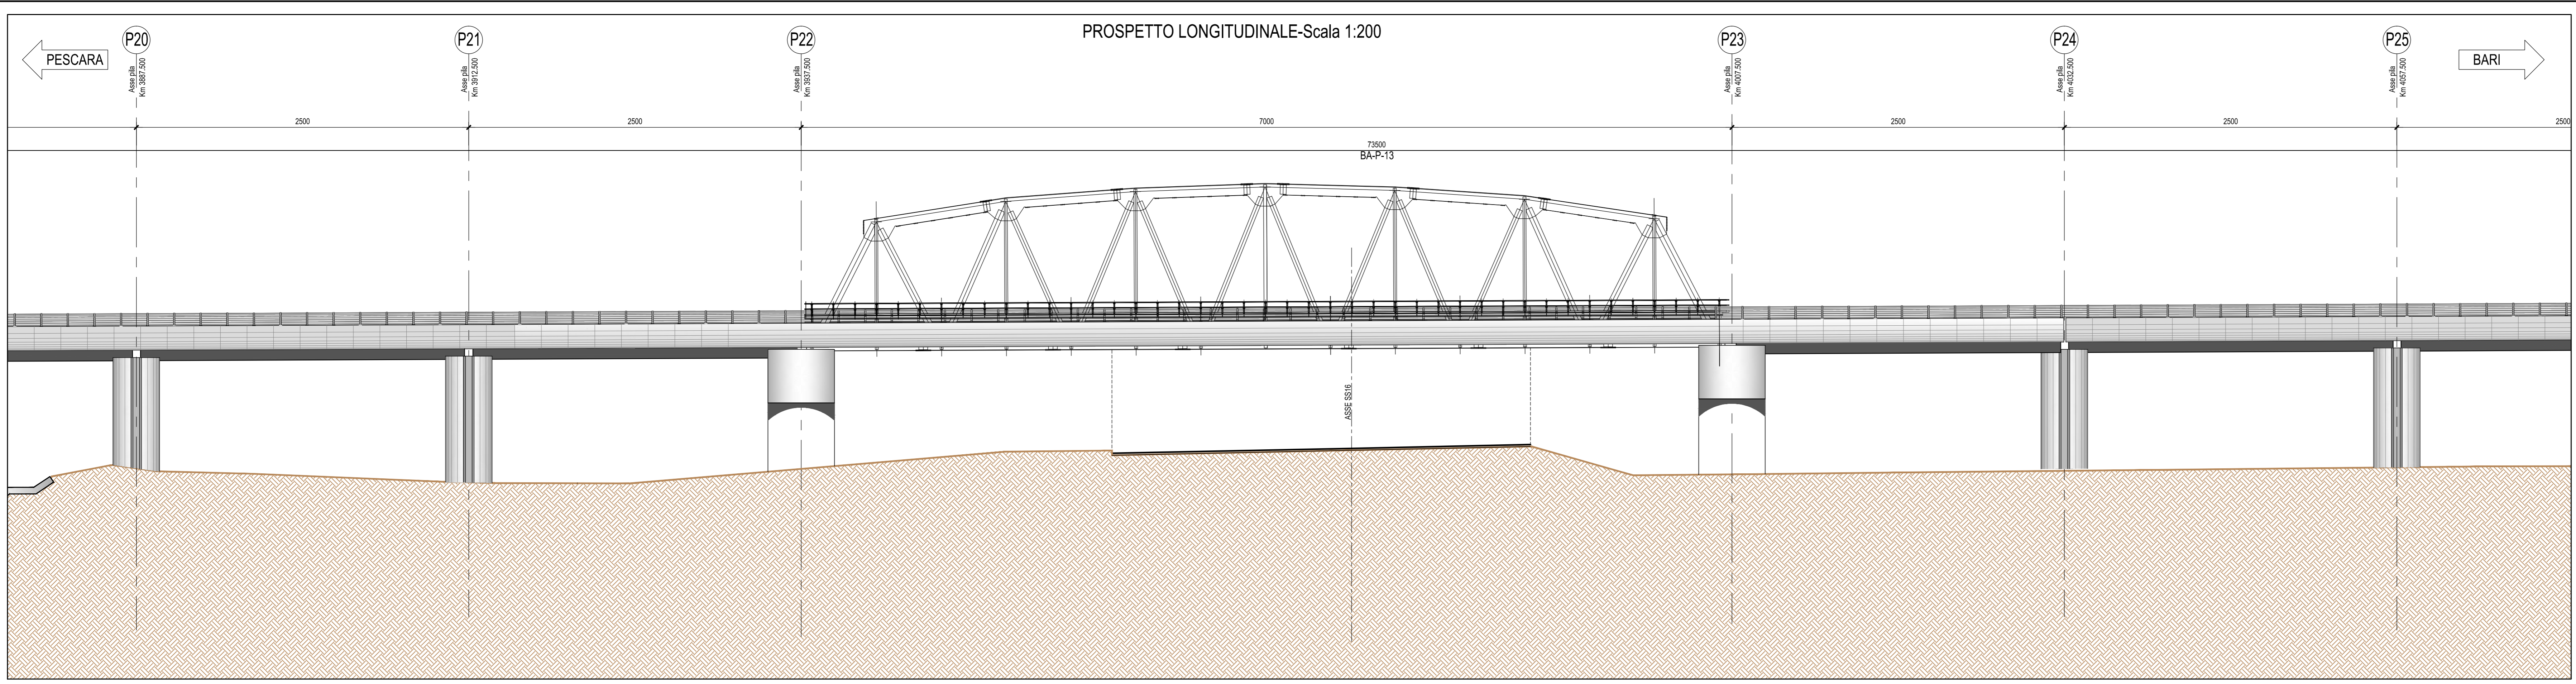 PROSPETTO LONGITUDINALE-Scala 1:200
P20
P21
P22
P23
P24
P25
PESCARA
BARI
Asse pila
Km 3887.500
Asse pila
Km 3912.500
Asse pila
Km 3937.500
Asse pila
Km 4007.500
Asse pila
Km 4032.500
Asse pila
Km 4057.500
2500
2500
7000
2500
2500
2500
73500
BA-P-13
ASSE SS16